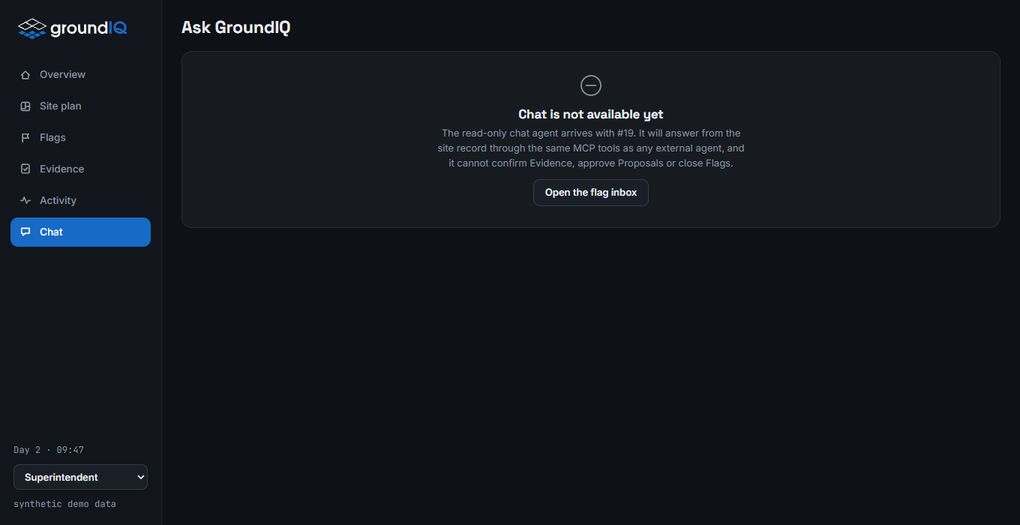 groundIQ
Overview
Site plan
Flags
Evidence
Activity
Chat
Day 2 · 09:47
Superintendent
synthetic demo data
Ask GroundIQ
Chat is not available yet
The read-only chat agent arrives with #19. It will answer from the
site record through the same MCP tools as any external agent, and
it cannot confirm Evidence, approve Proposals or close Flags.
Open the flag inbox